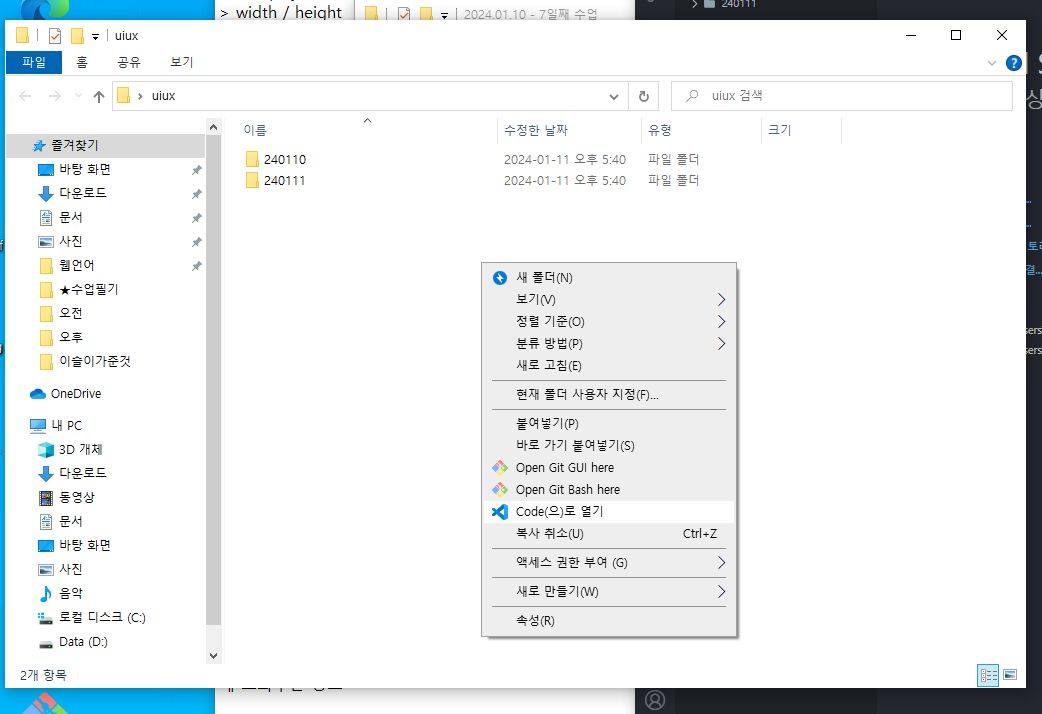 > width / height
2024.01.10 - 7일째 수업
240111
uiux
파일 홈 공유 보기
uiux
uiux 검색
이름 수정한 날짜 유형 크기
240110 2024-01-11 오후 5:40 파일 폴더
240111 2024-01-11 오후 5:40 파일 폴더
즐겨찾기
바탕 화면
다운로드
문서
사진
웹언어
★수업필기
오전
오후
이슬이가준것
OneDrive
내 PC
3D 개체
다운로드
동영상
문서
바탕 화면
사진
음악
로컬 디스크 (C:)
Data (D:)
새 폴더(N)
보기(V)
정렬 기준(O)
분류 방법(P)
새로 고침(E)
현재 폴더 사용자 지정(F)...
붙여넣기(P)
바로 가기 붙여넣기(S)
Open Git GUI here
Open Git Bash here
Code(으)로 열기
복사 취소(U) Ctrl+Z
액세스 권한 부여 (G)
새로 만들기(W)
속성(R)
2개 항목